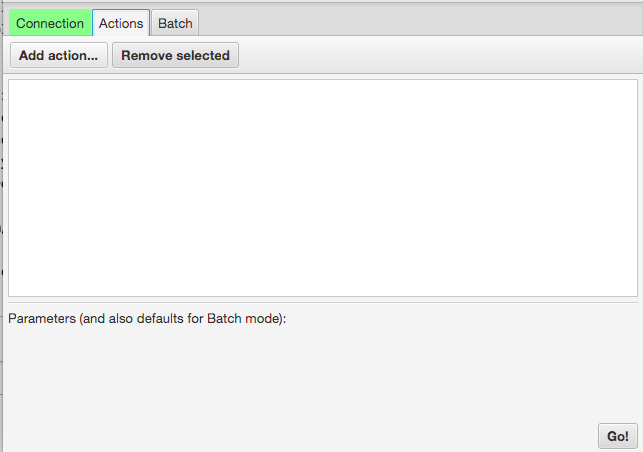 Connection Actions Batch
Add action... Remove selected
Parameters (and also defaults for Batch mode):
Go!